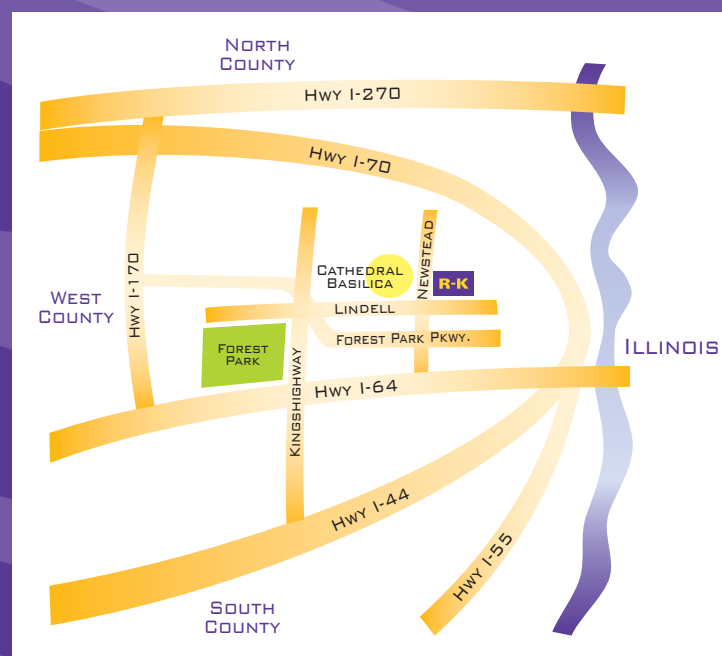 North
County
Hwy I-270
Hwy I-70
Cathedral
Basilica
Newstead
R-K
Hwy I-170
West
County
Lindell
Forest Park Pkwy.
Forest
Park
Illinois
Kingshighway
Hwy I-64
Hwy I-44
Hwy I-55
South
County